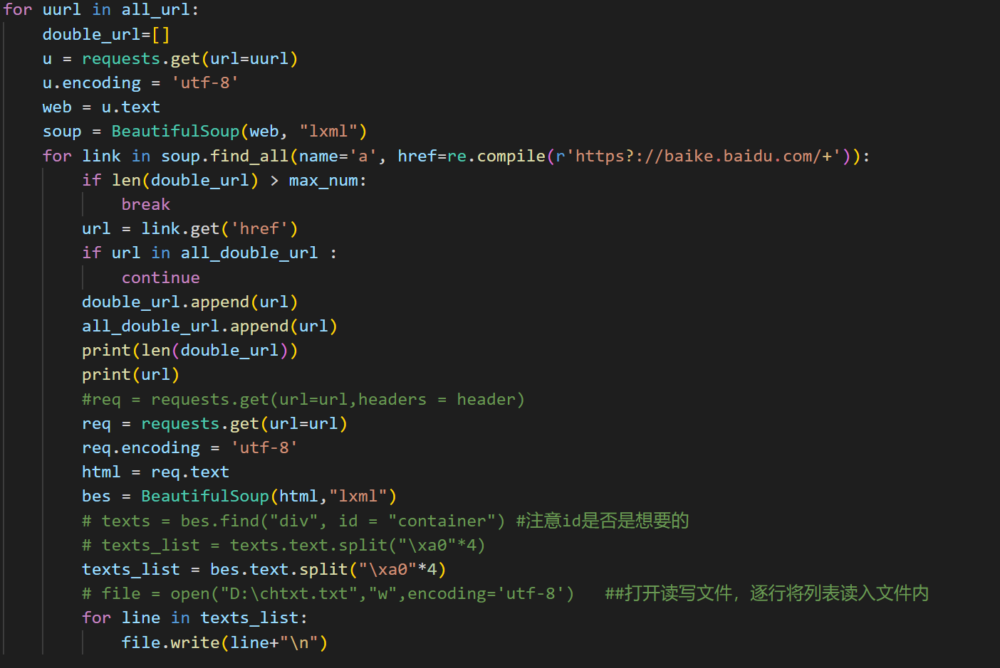 for uurl in all_url:
    double_url=[]
    u = requests.get(url=uurl)
    u.encoding = 'utf-8'
    web = u.text
    soup = BeautifulSoup(web, "lxml")
    for link in soup.find_all(name='a', href=re.compile(r'https?://baike.baidu.com/+')):
        if len(double_url) > max_num:
            break
        url = link.get('href')
        if url in all_double_url :
            continue
        double_url.append(url)
        all_double_url.append(url)
        print(len(double_url))
        print(url)
        #req = requests.get(url=url,headers = header)
        req = requests.get(url=url)
        req.encoding = 'utf-8'
        html = req.text
        bes = BeautifulSoup(html,"lxml")
        # texts = bes.find("div", id = "container") #注意id是否是想要的
        # texts_list = texts.text.split("\xa0"*4)
        texts_list = bes.text.split("\xa0"*4)
        # file = open("D:\chtxt.txt","w",encoding='utf-8')   ##打开读写文件，逐行将列表读入文件内
        for line in texts_list:
            file.write(line+"\n")